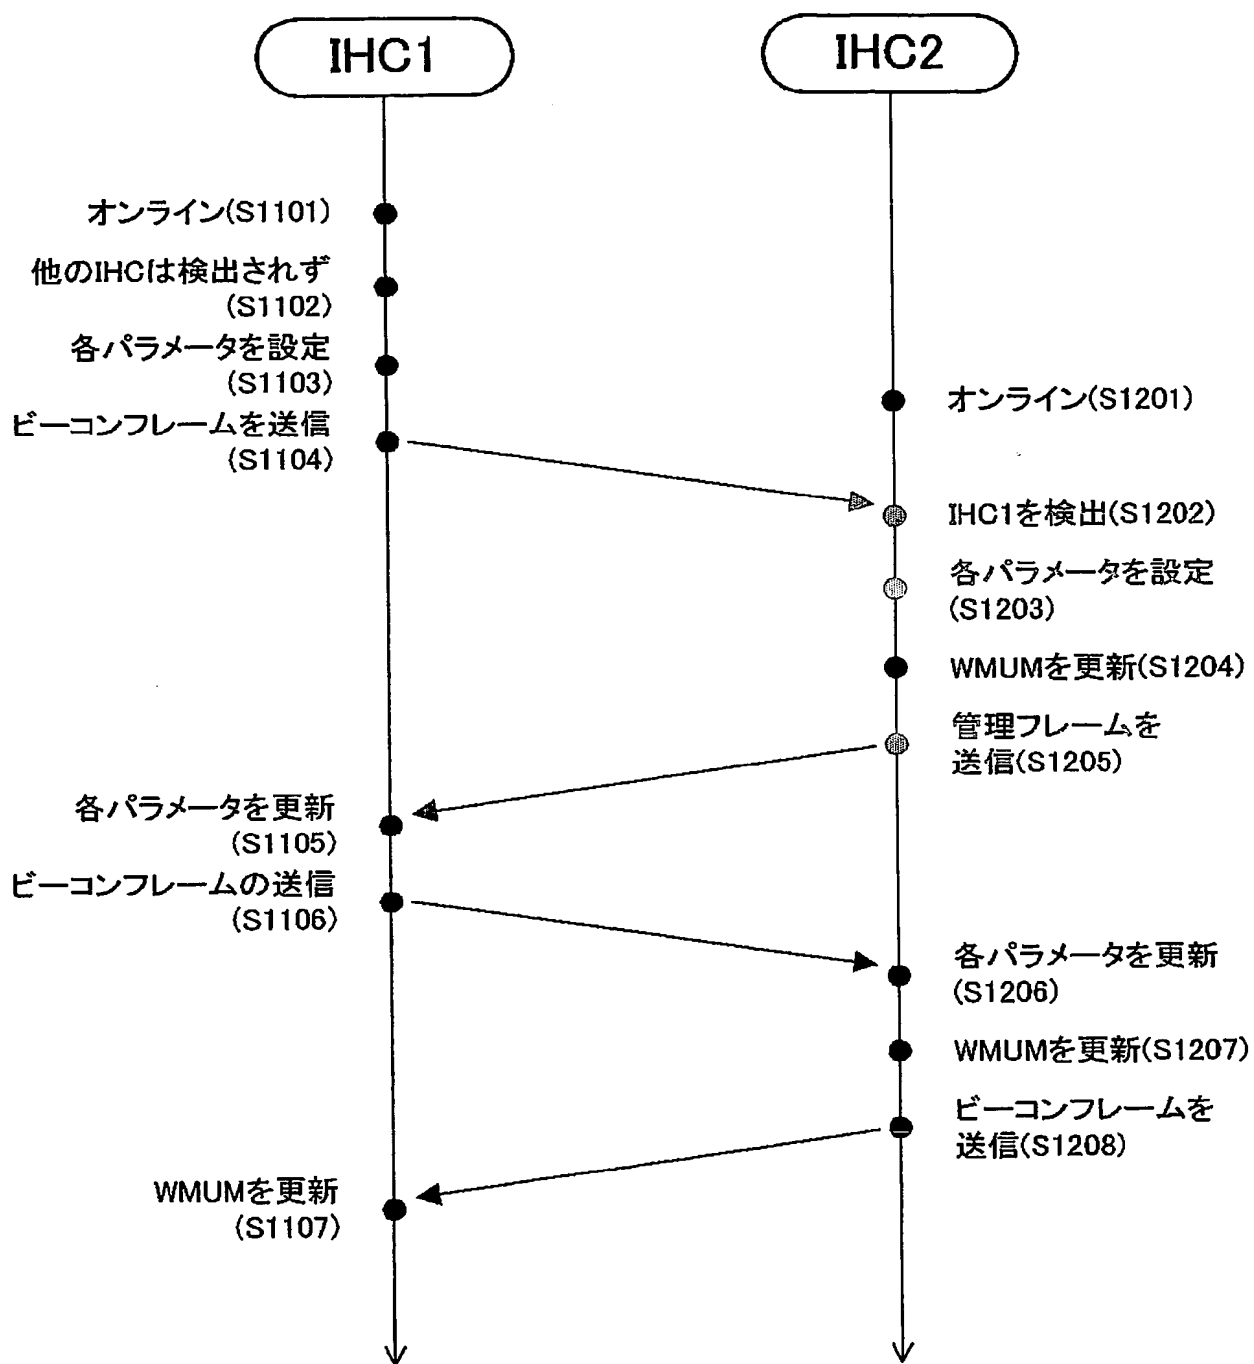 IHC1
IHC2
オンライン(S1101)
他のIHCは検出されず
(S1102)
各パラメータを設定
(S1103)
ビーコンフレームを送信
(S1104)
オンライン(S1201)
IHC1を検出(S1202)
各パラメータを設定
(S1203)
WMUMを更新(S1204)
管理フレームを
送信(S1205)
各パラメータを更新
(S1105)
ビーコンフレームの送信
(S1106)
各パラメータを更新
(S1206)
WMUMを更新(S1207)
ビーコンフレームを
送信(S1208)
WMUMを更新
(S1107)